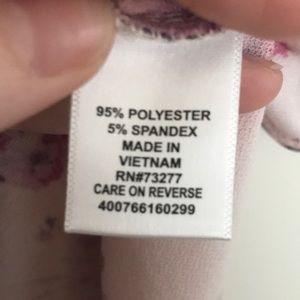 95% POLYESTER
5% SPANDEX
MADE IN
VIETNAM
RN#73277
CARE ON REVERSE
400766160299